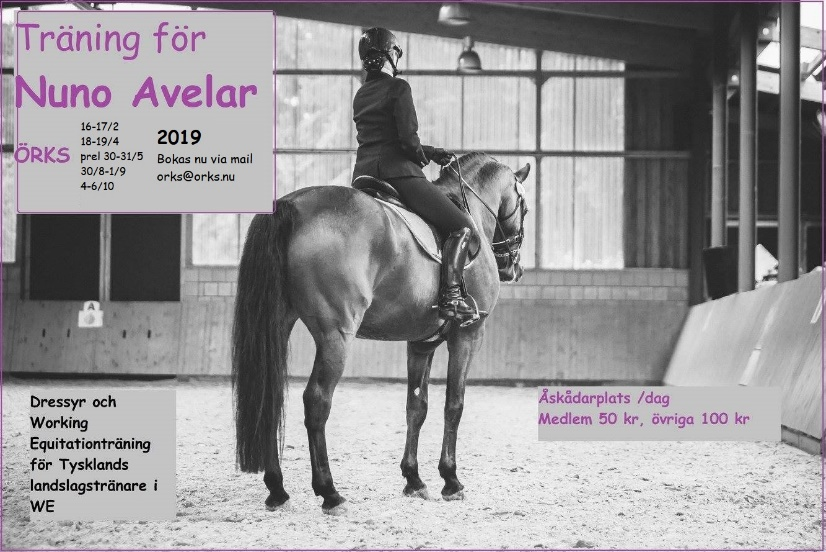 Träning för
Nuno Avelar
ÖRKS
16-17/2
18-19/4
prel 30-31/5
30/8-1/9
4-6/10
2019
Bokas nu via mail
orks@orks.nu
A
Dressyr och
Working
Equitationträning
för Tysklands
landslagstränare i
WE
Åskådarplats /dag
Medlem 50 kr, övriga 100 kr